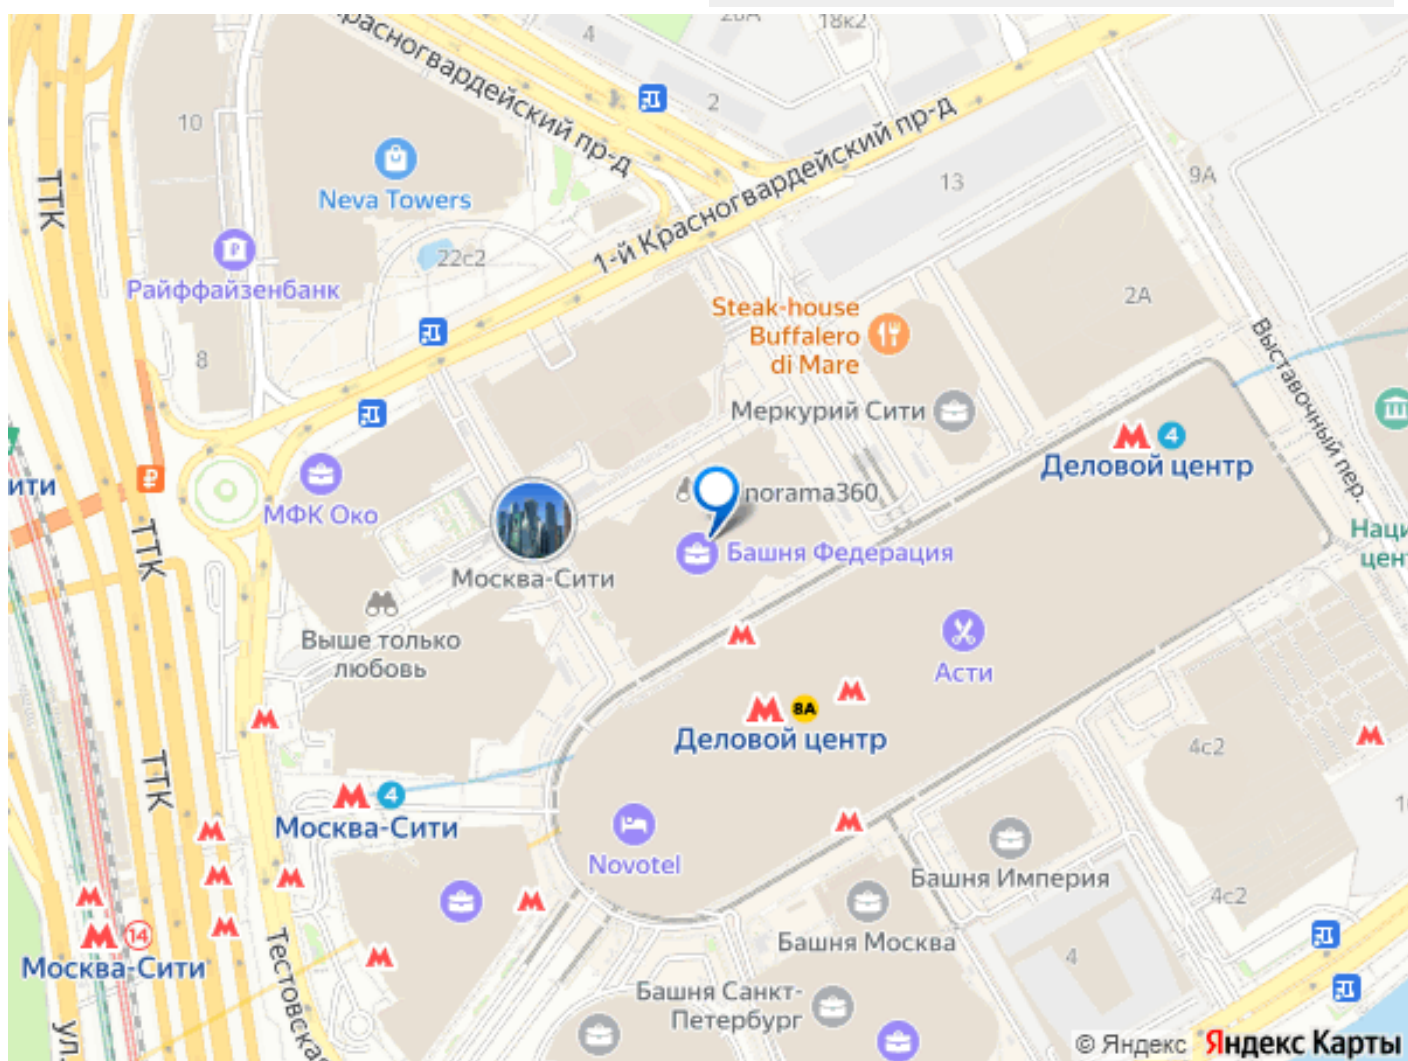 18к2
4
Красногвардейский пр-д
2
10
1-й Красногвардейский пр-д
13
9А
ТТК
Neva Towers
22с2
Райффайзенбанк
8
2А
Steak-house
Buffalero
di Mare
Выставочный пер.
Меркурий Сити
4
Деловой центр
МФК Око
norama360
Башня Федерация
Москва-Сити
ТТК
Выше только
любовь
Асти
8А
Деловой центр
4с2
ТТК
4
Москва-Сити
Novotel
Башня Империя
4с2
Башня Москва
14
Москва-Сити
Тестовская
4
Башня Санкт-
Петербург
ул.
© Яндекс Яндекс Карты